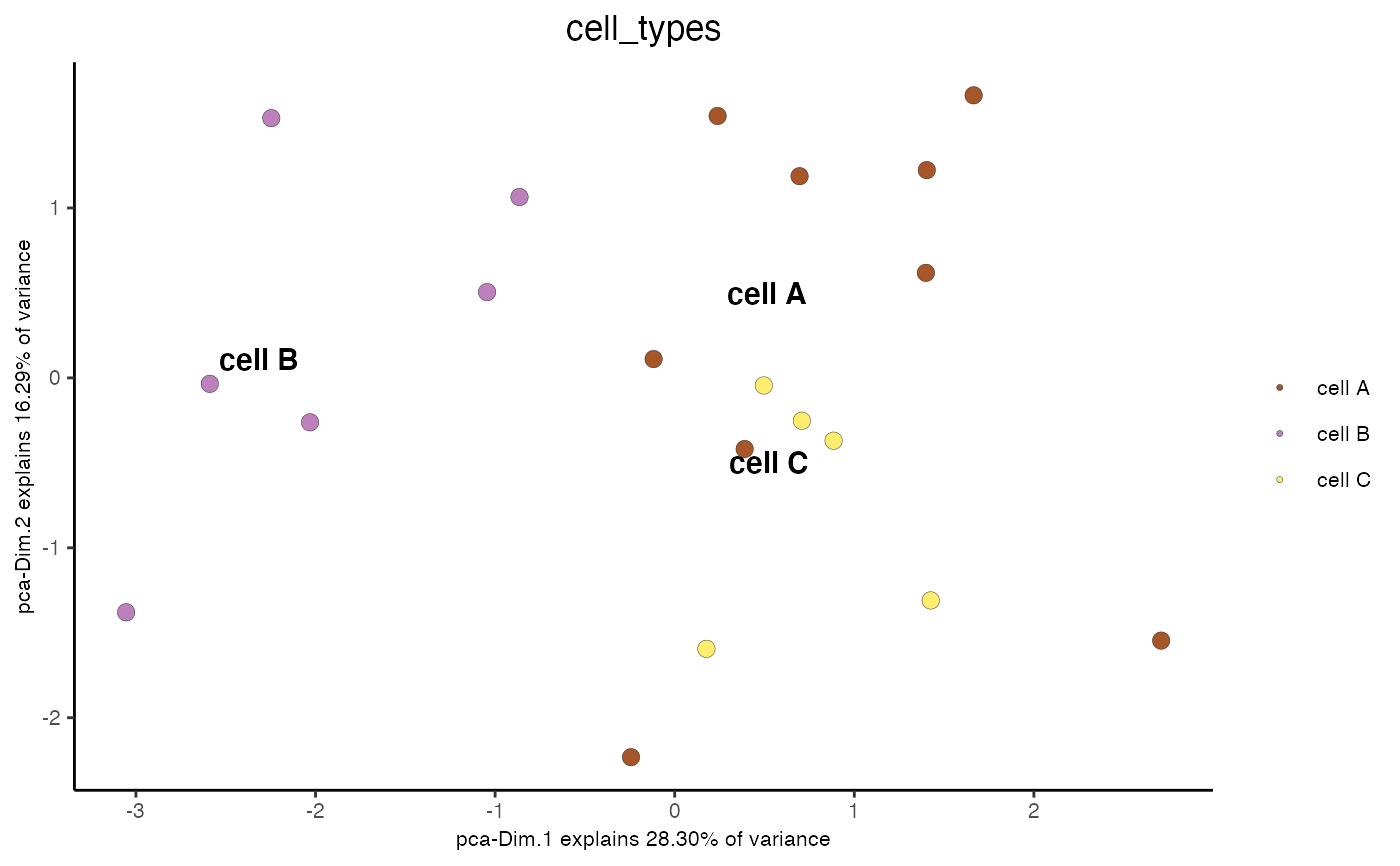 cell_types
pca-Dim.2 explains 16.29% of variance
1
0
-1
-2
cell A
cell B
cell C
-3
-2
-1
0
1
2
pca-Dim.1 explains 28.30% of variance
cell A
cell B
cell C